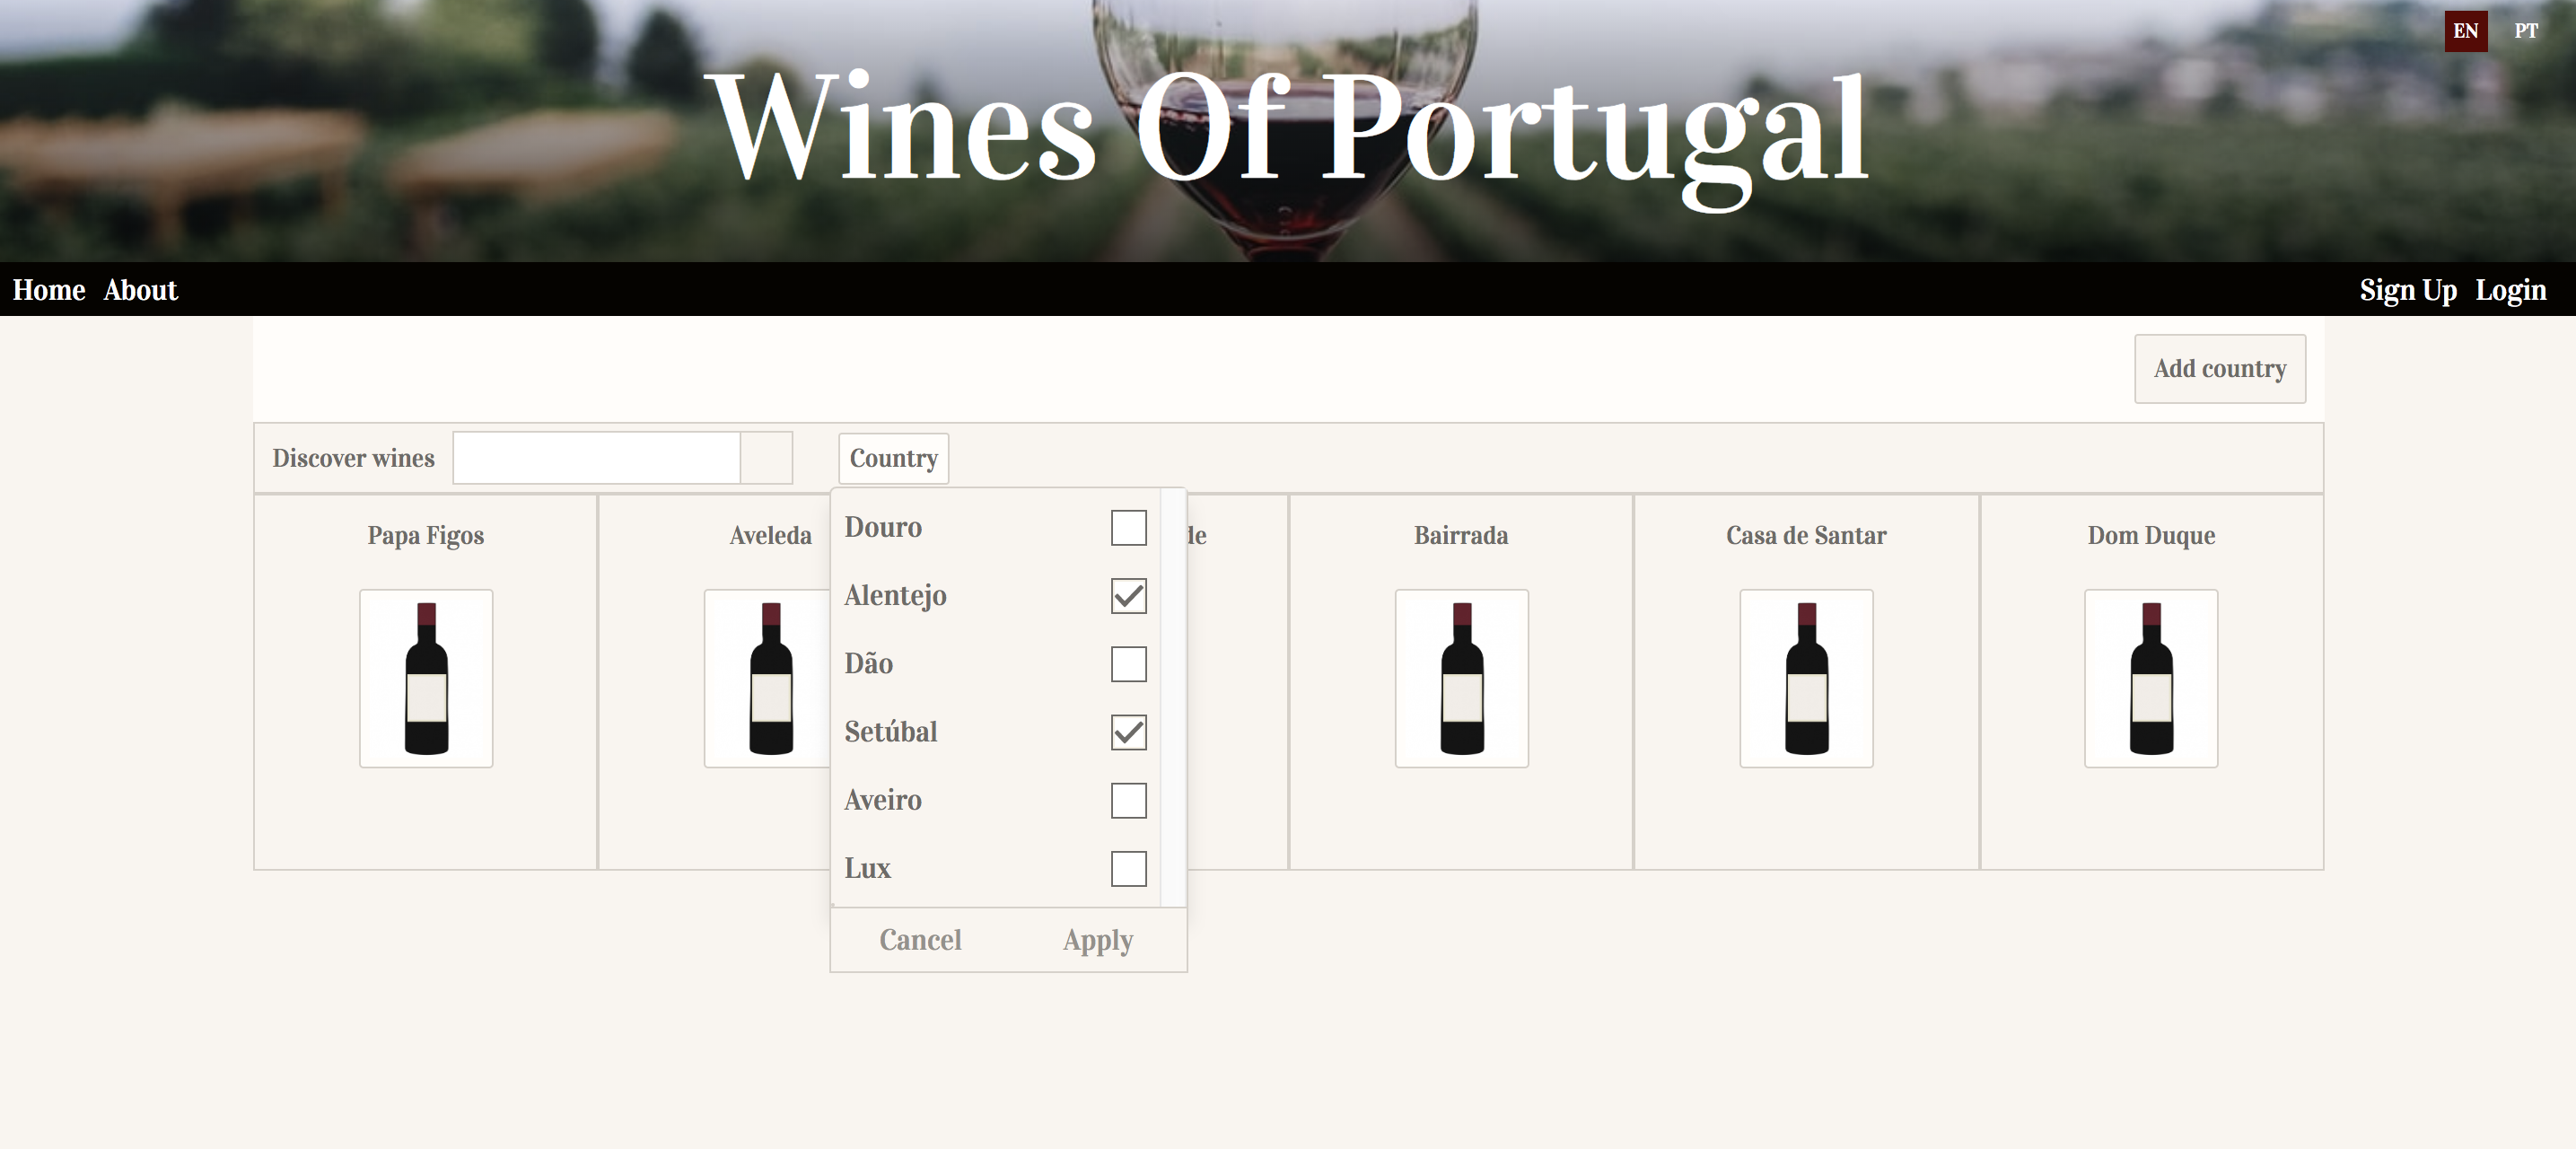 EN PT
Wines Of Portugal
Home About Sign Up Login
Add country
Discover wines Country
Papa Figos Aveleda Bairrada Casa de Santar Dom Duque
Douro
Alentejo
Dão
Setúbal
Aveiro
Lux
Cancel Apply